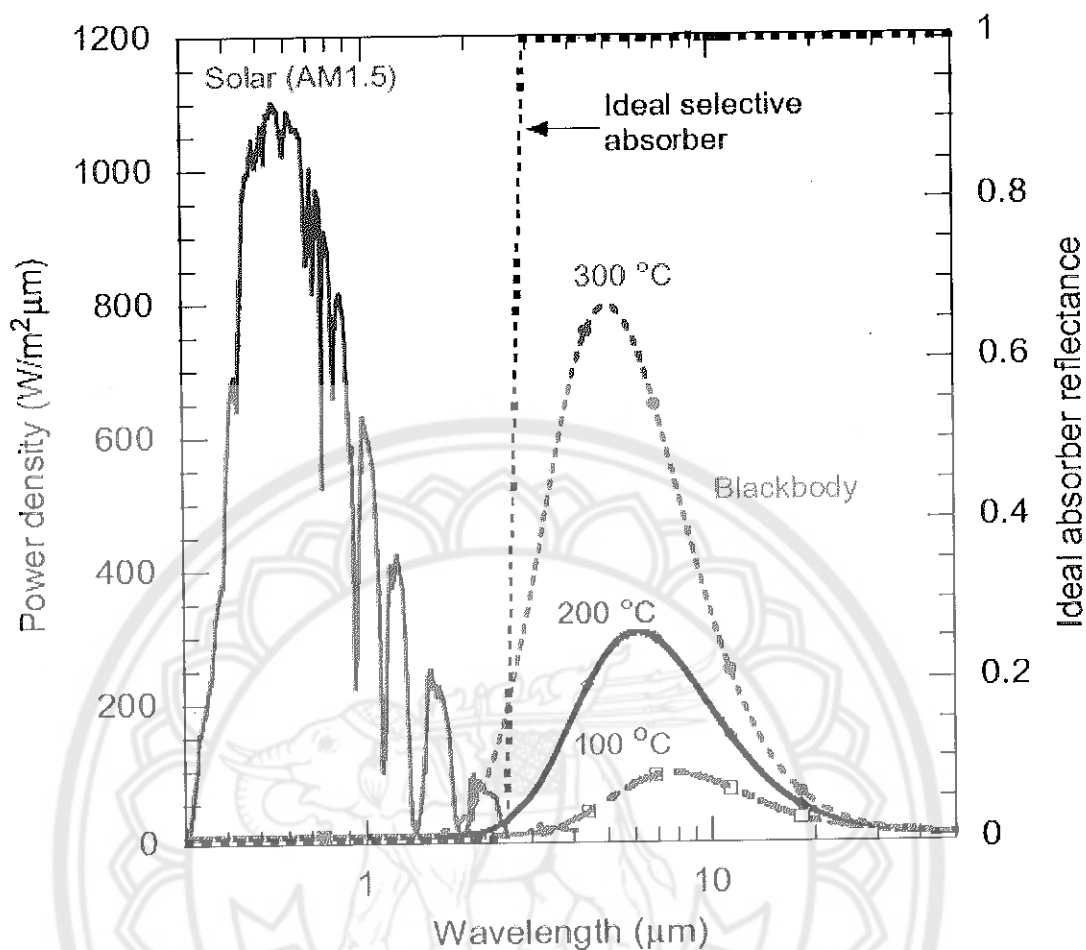 1200
1000
800
600
400
200
0
Power density (W/m²μm)
Solar (AM1.5)
Ideal selective
absorber
300 °C
Blackbody
200 °C
100 °C
1
0.8
0.6
0.4
0.2
0
Ideal absorber reflectance
1
10
Wavelength (μm)